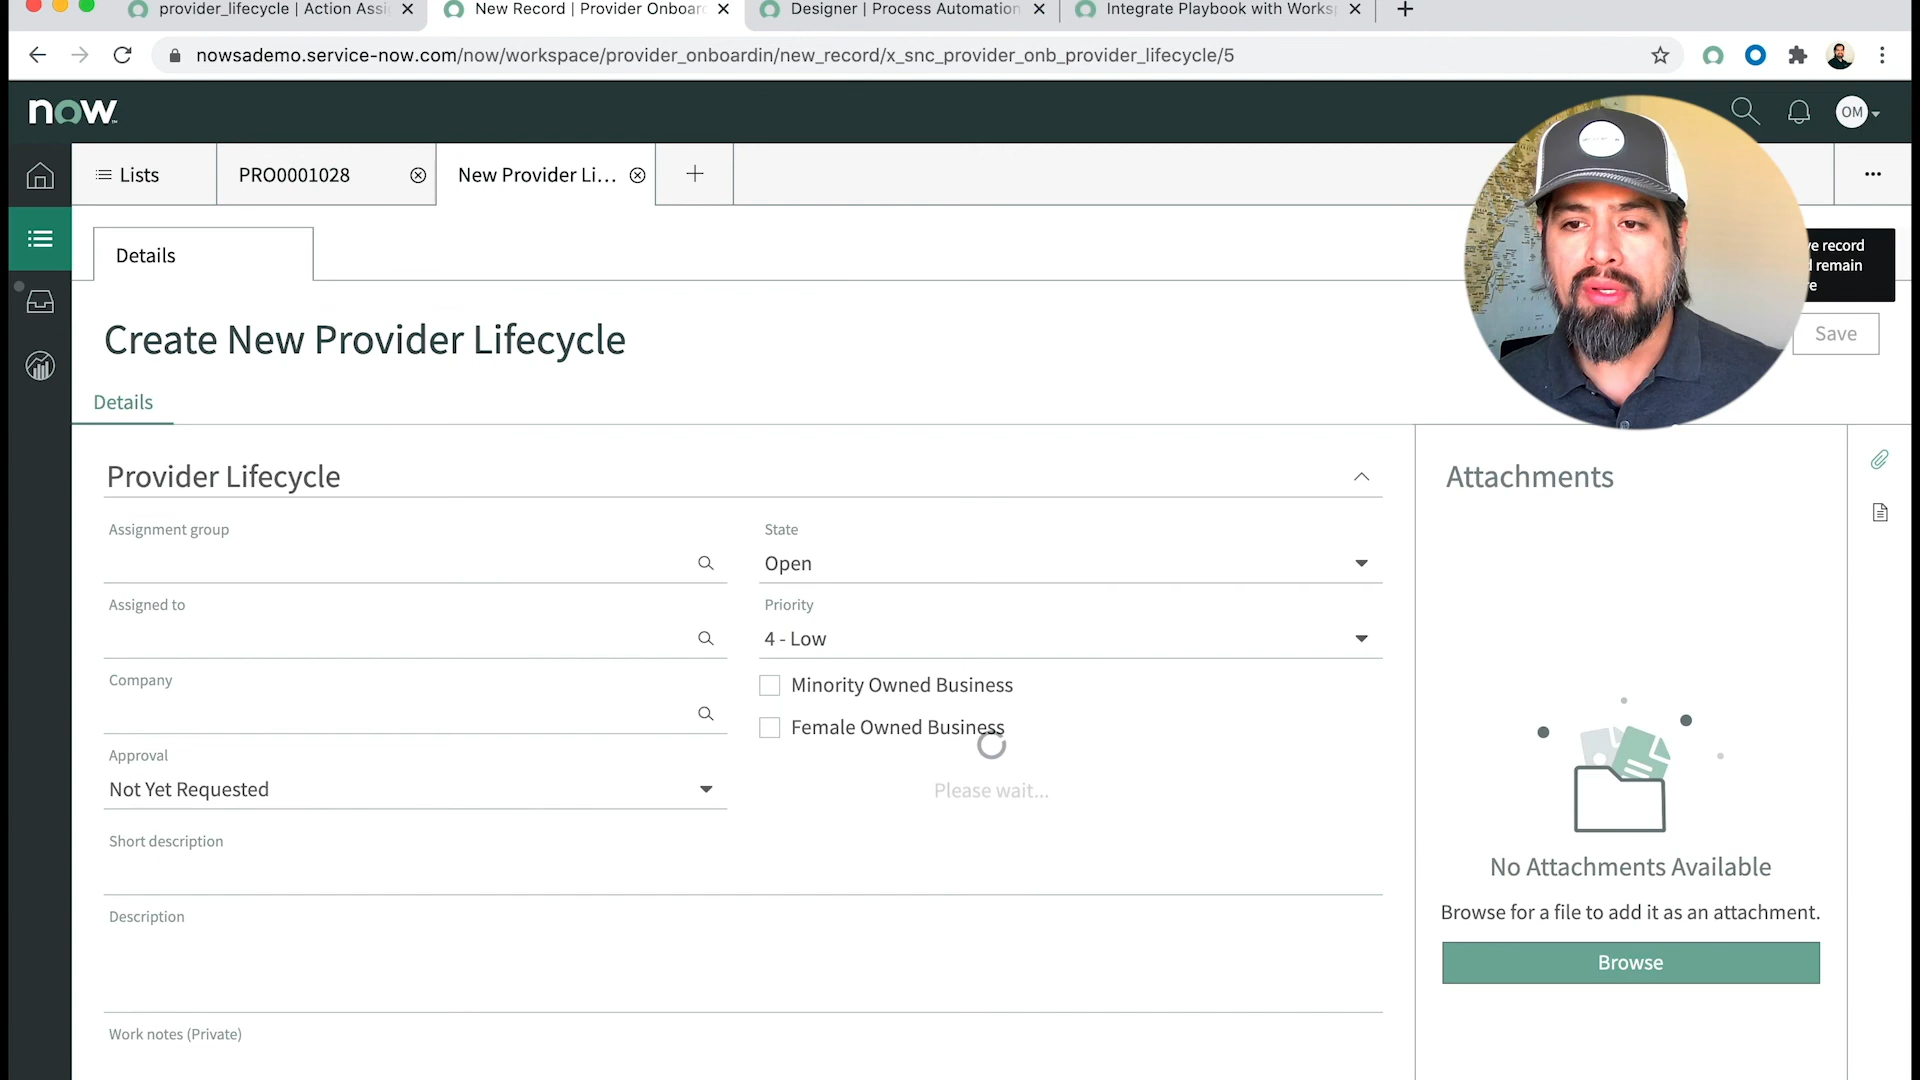 provider_lifecycle | Action Assi
New Record | Provider Onboar
Designer | Process Automation
Integrate Playbook with Works
nowsademo.service-now.com/now/workspace/provider_onboardin/new_record/x_snc_provider_onb_provider_lifecycle/5
now
OM
Lists
PRO0001028
New Provider Li...
Details
ve record
remain
re
Create New Provider Lifecycle
Save
Details
Provider Lifecycle
Attachments
Assignment group
State
Open
Assigned to
Priority
4 - Low
Company
Minority Owned Business
Female Owned Business
Approval
Not Yet Requested
Please wait...
Short description
No Attachments Available
Description
Browse for a file to add it as an attachment.
Browse
Work notes (Private)